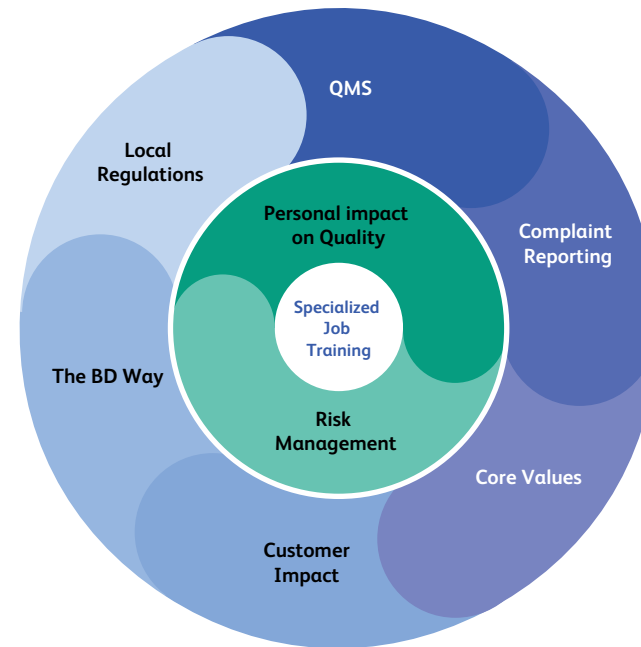 QMS
Local
Regulations
Personal impact
on Quality
Complaint
Reporting
Specialized
Job
Training
The BD Way
Risk
Management
Core Values
Customer
Impact